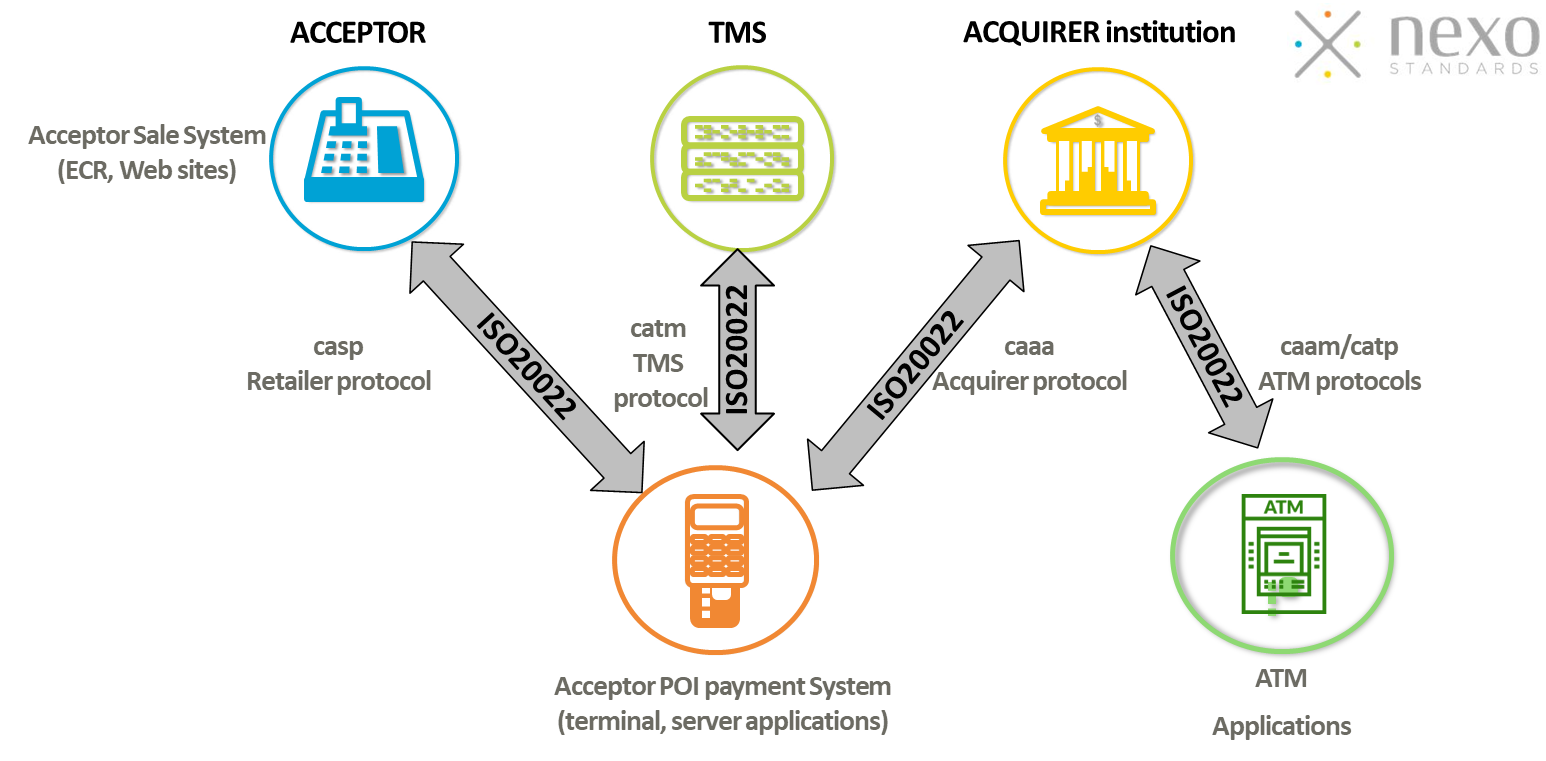 ACCEPTOR
TMS
ACQUIRER institution
nexo
STANDARDS
Acceptor Sale System
(ECR, Web sites)
$
casp
Retailer protocol
ISO20022
catm
TMS
protocol
ISO20022
ISO20022
caaa
Acquirer protocol
ISO20022
caam/catp
ATM protocols
ATM
Acceptor POI payment System
(terminal, server applications)
ATM
Applications